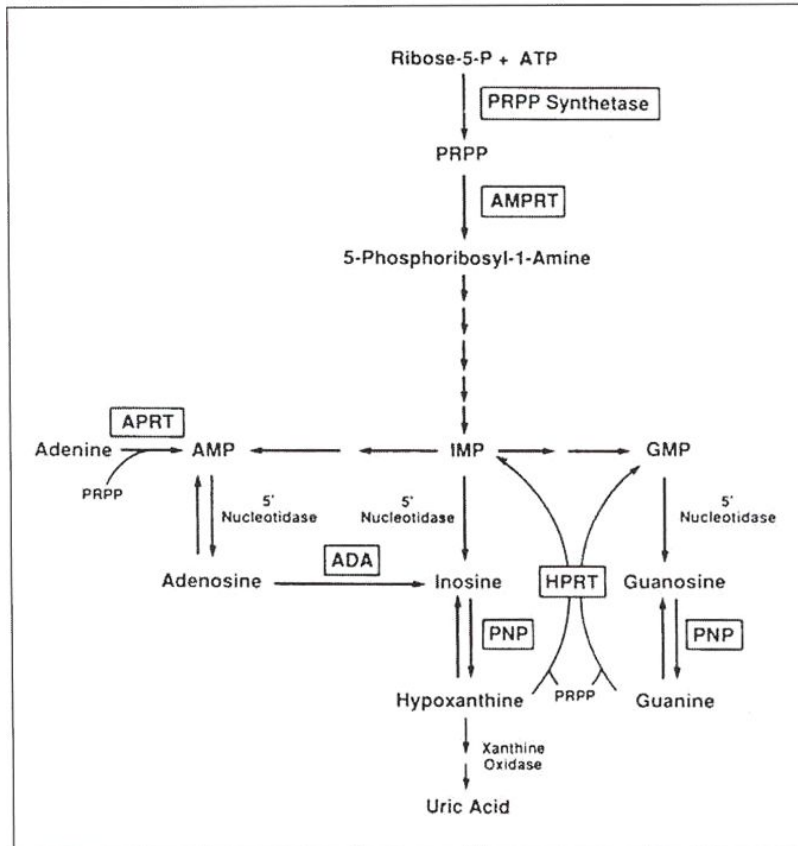 Ribose-5-P + ATP
PRPP Synthetase
PRPP
AMPRT
5-Phosphoribosyl-1-Amine
APRT
Adenine
AMP
IMP
GMP
PRPP
5'
Nucleotidase
5'
Nucleotidase
5'
Nucleotidase
ADA
Adenosine
Inosine
HPRT
Guanosine
PNP
PNP
Hypoxanthine
PRPP
Guanine
Xanthine
Oxidase
Uric Acid